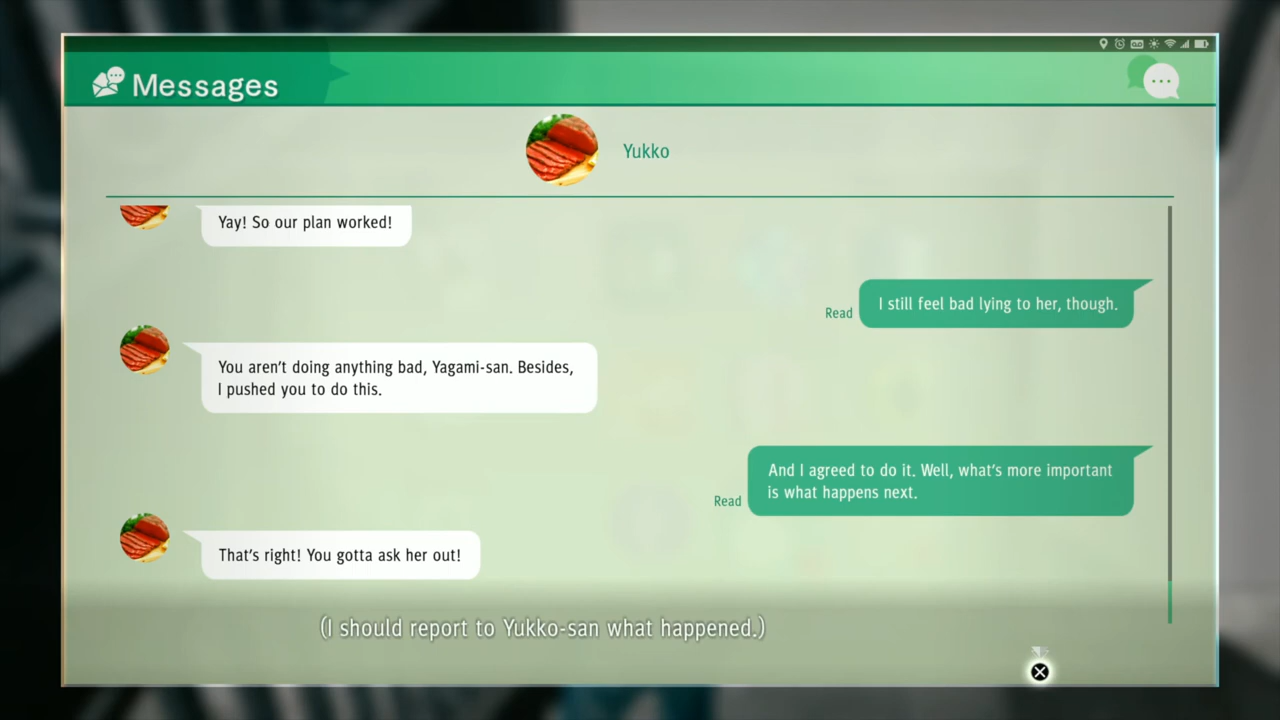 Messages
Yukko
Yay! So our plan worked!
I still feel bad lying to her, though.
Read
You aren't doing anything bad, Yagami-san. Besides,
I pushed you to do this.
And I agreed to do it. Well, what's more important
is what happens next.
Read
That's right! You gotta ask her out!
(I should report to Yukko-san what happened.)